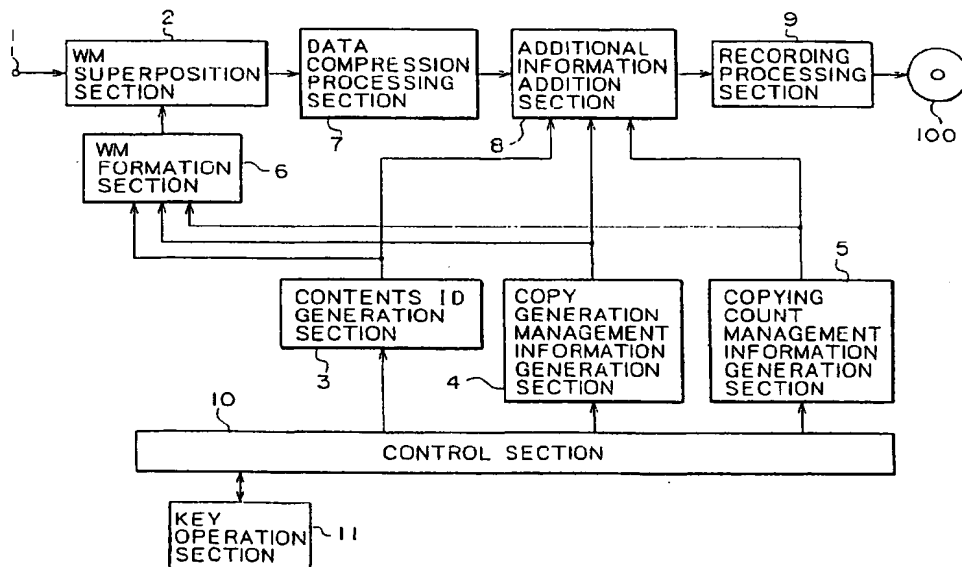 1
2
WM
SUPERPOSITION
SECTION
DATA
COMPRESSION
PROCESSING
SECTION
7
ADDITIONAL
INFORMATION
ADDITION
SECTION
8
9
RECORDING
PROCESSING
SECTION
100
WM
FORMATION
SECTION
6
CONTENTS ID
GENERATION
SECTION
3
COPY
GENERATION
MANAGEMENT
INFORMATION
GENERATION
SECTION
4
5
COPYING
COUNT
MANAGEMENT
INFORMATION
GENERATION
SECTION
10
CONTROL SECTION
KEY
OPERATION
SECTION
11